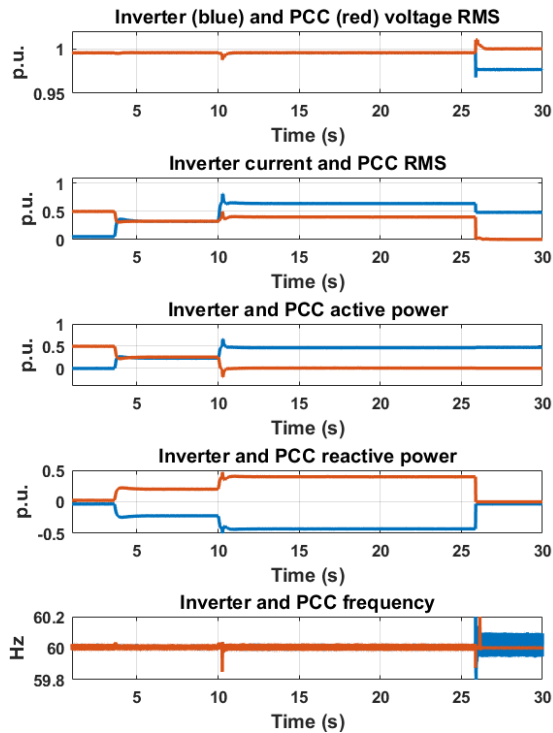 Inverter (blue) and PCC (red) voltage RMS
p.u.
1
0.95
5 10 15 20 25 30
Time (s)
Inverter current and PCC RMS
p.u.
1
0.5
0
5 10 15 20 25 30
Time (s)
Inverter and PCC active power
p.u.
1
0.5
0
5 10 15 20 25 30
Time (s)
Inverter and PCC reactive power
p.u.
0.5
0
-0.5
5 10 15 20 25 30
Time (s)
Inverter and PCC frequency
Hz
60.2
60
59.8
5 10 15 20 25 30
Time (s)